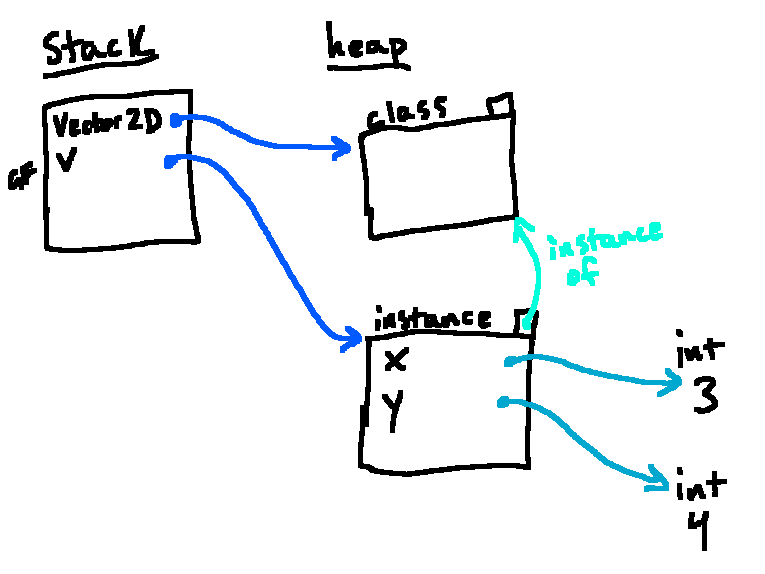 Stack
heap
Vector2D
V
GF
class
instance
of
instance
X
Y
int
3
int
4